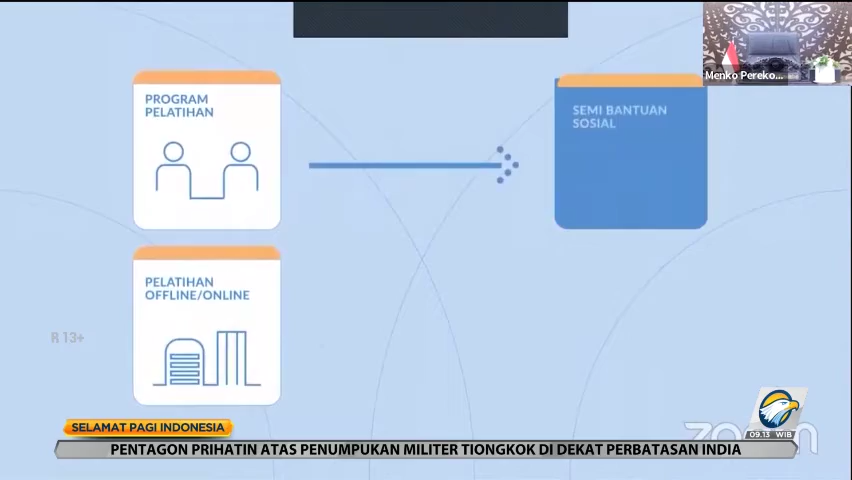 Menko Pereko...
PROGRAM
PELATIHAN
SEMI BANTUAN
SOSIAL
PELATIHAN
OFFLINE/ONLINE
R 13+
SELAMAT PAGI INDONESIA
09.13 WIB
zoom
PENTAGON PRIHATIN ATAS PENUMPUKAN MILITER TIONGKOK DI DEKAT PERBATASAN INDIA